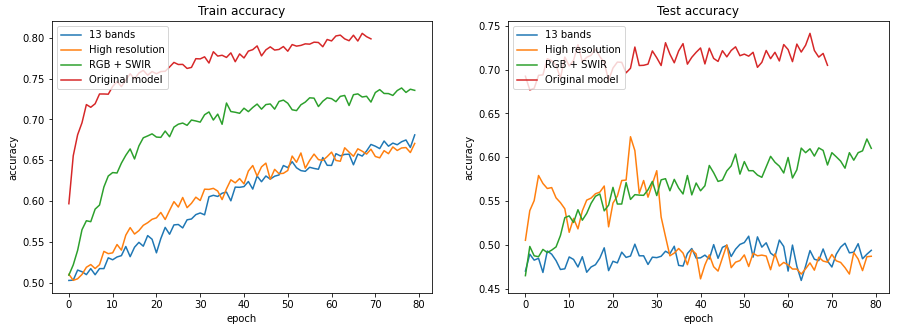 Train accuracy
accuracy
0.80
0.75
0.70
0.65
0.60
0.55
0.50
13 bands
High resolution
RGB + SWIR
Original model
0 10 20 30 40 50 60 70 80
epoch
Test accuracy
accuracy
0.75
0.70
0.65
0.60
0.55
0.50
0.45
13 bands
High resolution
RGB + SWIR
Original model
0 10 20 30 40 50 60 70 80
epoch